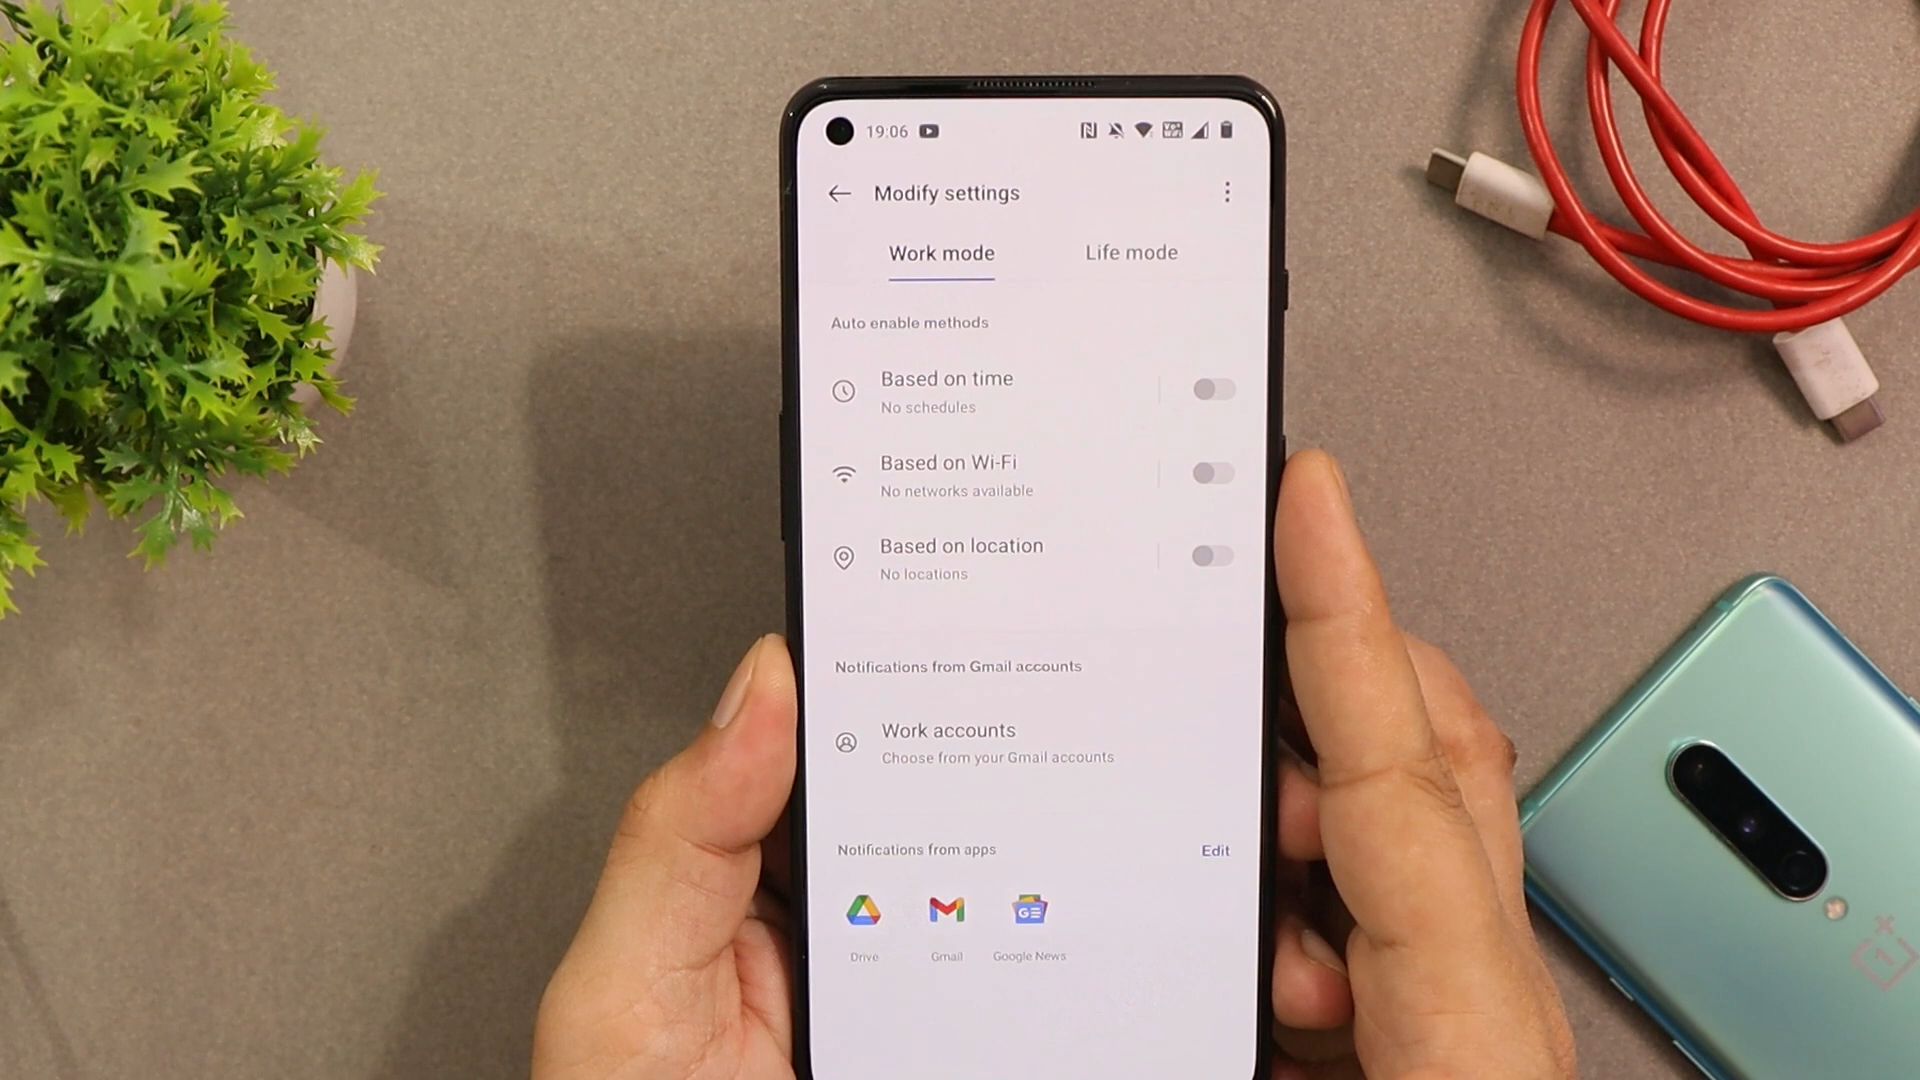 19:06
Modify settings
Work mode Life mode
Auto enable methods
Based on time
No schedules
Based on Wi-Fi
No networks available
Based on location
No locations
Notifications from Gmail accounts
Work accounts
Choose from your Gmail accounts
Notifications from apps Edit
Drive Gmail Google News